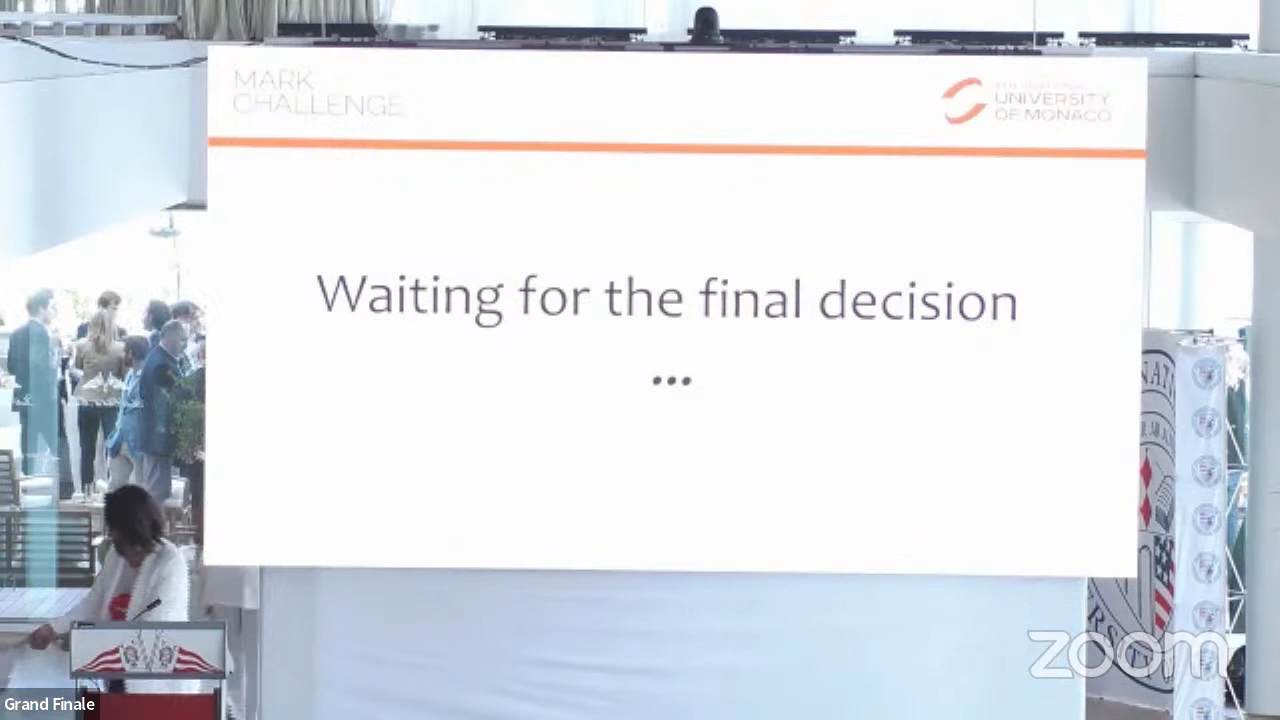 MARK
CHALLENGE
UNIVERSITY
OF MONACO
Waiting for the final decision
...
zoom
Grand Finale